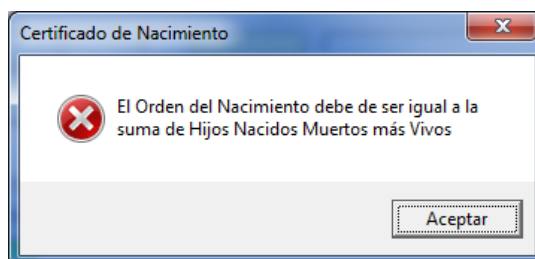 Certificado de Nacimiento
El Orden del Nacimiento debe de ser igual a la
suma de Hijos Nacidos Muertos más Vivos
Aceptar